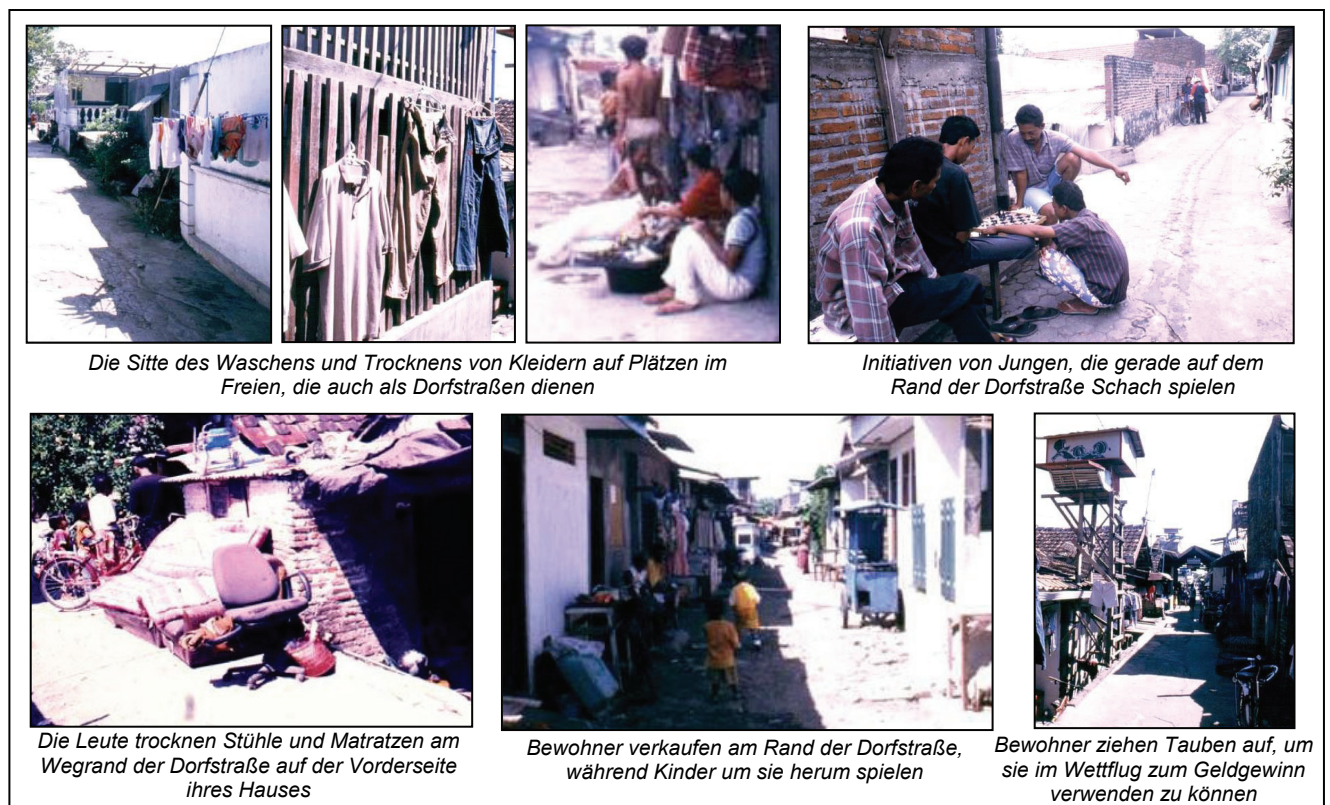 Die Sitte des Waschens und Trocknens von Kleidern auf Plätzen im
Freien, die auch als Dorfstraßen dienen
Initiativen von Jungen, die gerade auf dem
Rand der Dorfstraße Schach spielen
Die Leute trocknen Stühle und Matratzen am
Wegrand der Dorfstraße auf der Vorderseite
ihres Hauses
Bewohner verkaufen am Rand der Dorfstraße,
während Kinder um sie herum spielen
Bewohner ziehen Tauben auf, um
sie im Wettflug zum Geldgewinn
verwenden zu können